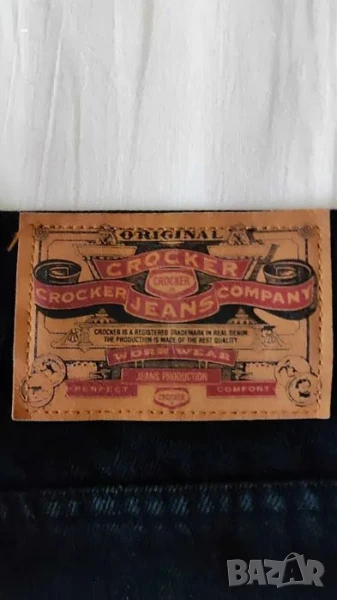 ORIGINAL
CROCKER
CROCKER
CROCKER JEANS COMPANY
CROCKER IS A REGISTERED TRADEMARK IN REAL DENIM.
THE PRODUCTION IS MADE OF THE BEST QUALITY
WORK WEAR
JEANS PRODUCTION
PERFECT COMFORT
CROCKER
BAZAR
bg